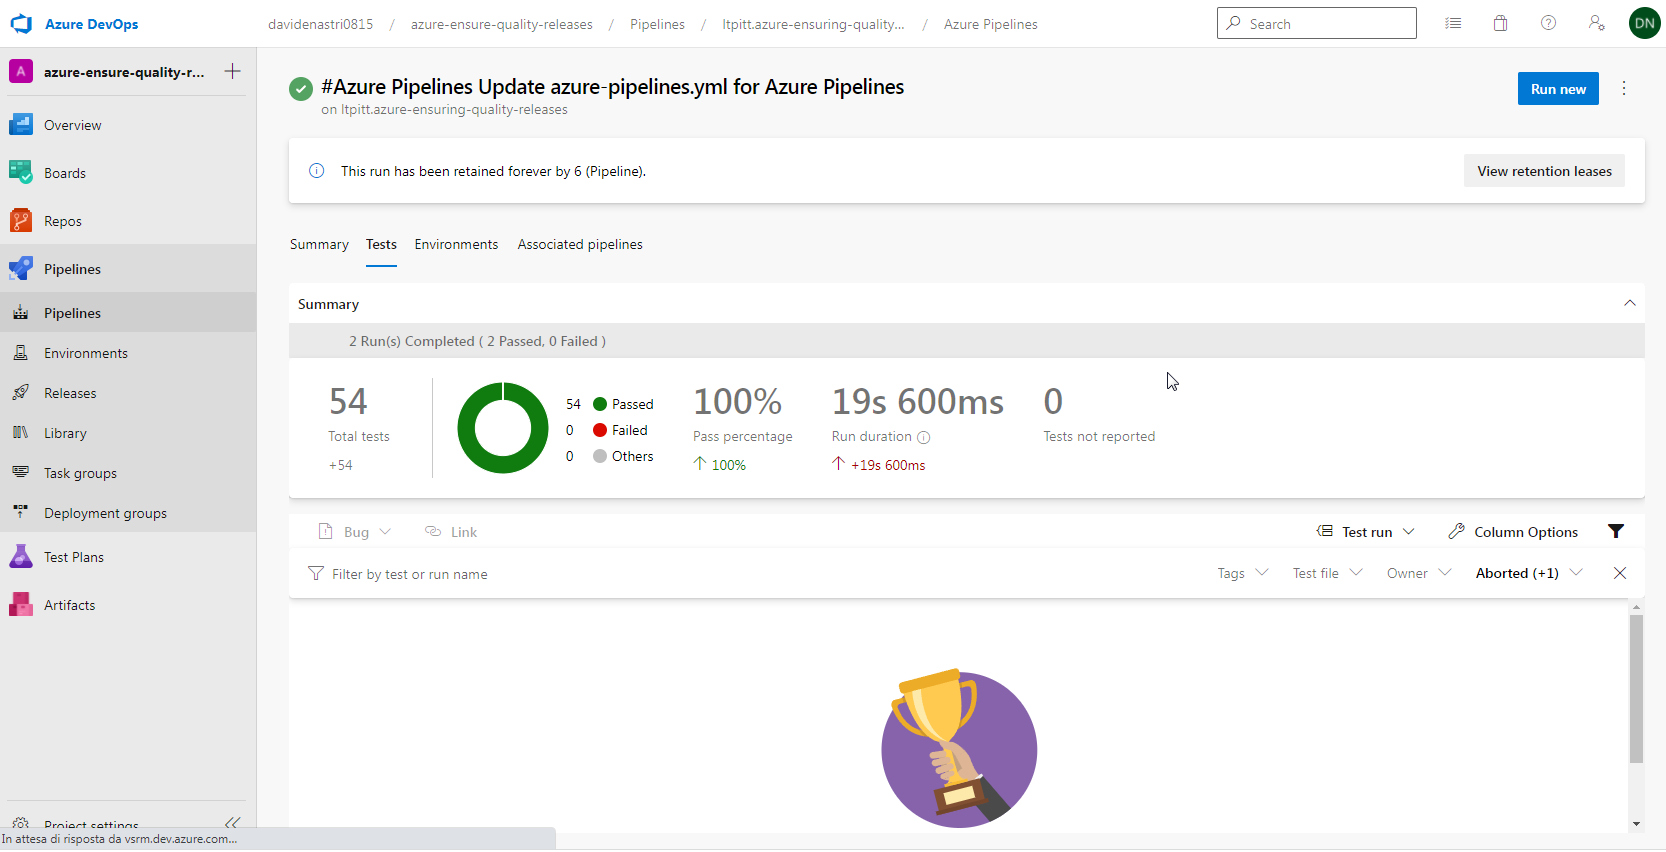 Azure DevOps
davidenastri0815 / azure-ensure-quality-releases / Pipelines / ltpitt.azure-ensuring-quality... / Azure Pipelines
Search
DN
A
azure-ensure-quality-r...
Overview
Boards
Repos
Pipelines
Pipelines
Environments
Releases
Library
Task groups
Deployment groups
Test Plans
Artifacts
Project settings
In attesa di risposta da vsrm.dev.azure.com...
#Azure Pipelines Update azure-pipelines.yml for Azure Pipelines
on ltpitt.azure-ensuring-quality-releases
Run new
This run has been retained forever by 6 (Pipeline).
View retention leases
Summary Tests Environments Associated pipelines
Summary
2 Run(s) Completed ( 2 Passed, 0 Failed )
54
Total tests
+54
54 Passed
0 Failed
0 Others
100%
Pass percentage
100%
19s 600ms
Run duration
+19s 600ms
0
Tests not reported
Bug Link Test run Column Options
Filter by test or run name Tags Test file Owner Aborted (+1)